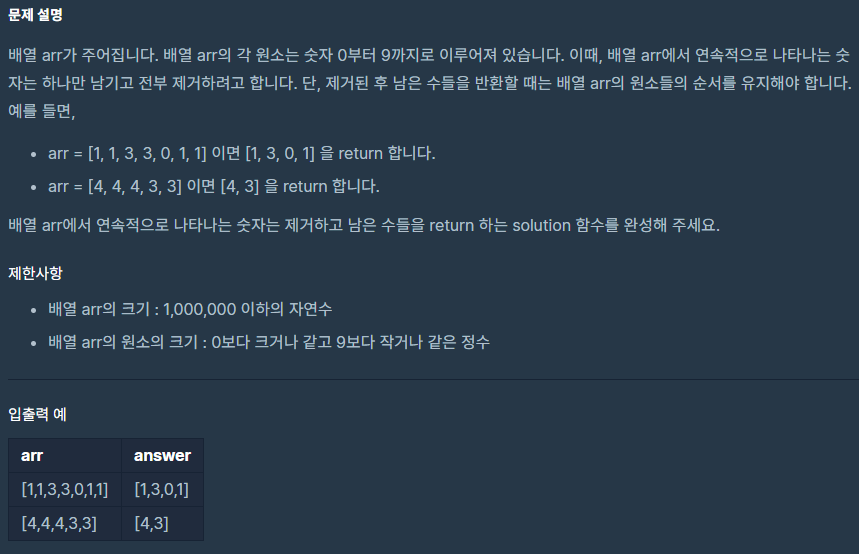 문제 설명
배열 arr가 주어집니다. 배열 arr의 각 원소는 숫자 0부터 9까지로 이루어져 있습니다. 이때, 배열 arr에서 연속적으로 나타나는 숫
자는 하나만 남기고 전부 제거하려고 합니다. 단, 제거된 후 남은 수들을 반환할 때는 배열 arr의 원소들의 순서를 유지해야 합니다.
예를 들면,
• arr = [1, 1, 3, 3, 0, 1, 1] 이면 [1, 3, 0, 1] 을 return 합니다.
• arr = [4, 4, 4, 3, 3] 이면 [4, 3] 을 return 합니다.
배열 arr에서 연속적으로 나타나는 숫자는 제거하고 남은 수들을 return 하는 solution 함수를 완성해 주세요.
제한사항
• 배열 arr의 크기 : 1,000,000 이하의 자연수
• 배열 arr의 원소의 크기 : 0보다 크거나 같고 9보다 작거나 같은 정수
입출력 예
arr answer
[1,1,3,3,0,1,1] [1,3,0,1]
[4,4,4,3,3] [4,3]